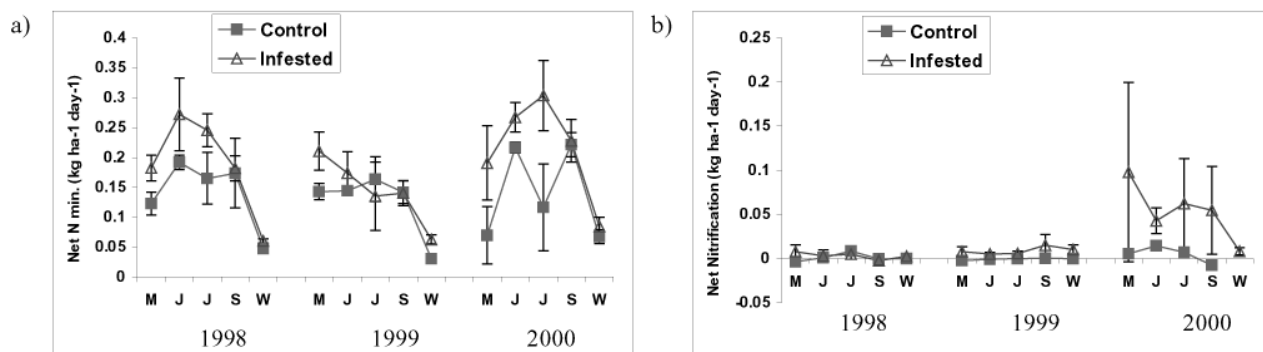 a)
Net N min. (kg ha-1 day-1)
0.4
0.35
0.3
0.25
0.2
0.15
0.1
0.05
0
Control
Infested
M J J S W M J J S W M J J S W
1998 1999 2000
b)
Net Nitrification (kg ha-1 day-1)
0.25
0.2
0.15
0.1
0.05
0
-0.05
Control
Infested
M J J S W M J J S W M J J S W
1998 1999 2000